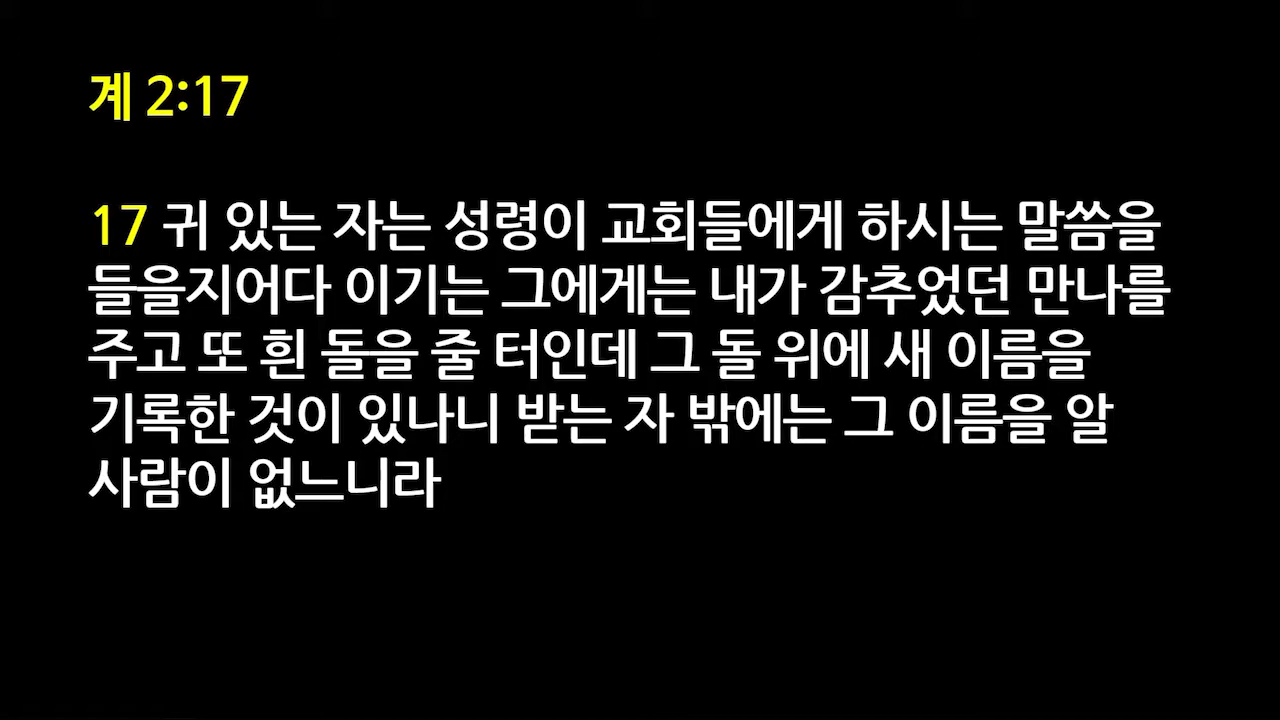 계 2:17
17 귀 있는 자는 성령이 교회들에게 하시는 말씀을
들을지어다 이기는 그에게는 내가 감추었던 만나를
주고 또 흰 돌을 줄 터인데 그 돌 위에 새 이름을
기록한 것이 있나니 받는 자 밖에는 그 이름을 알
사람이 없느니라